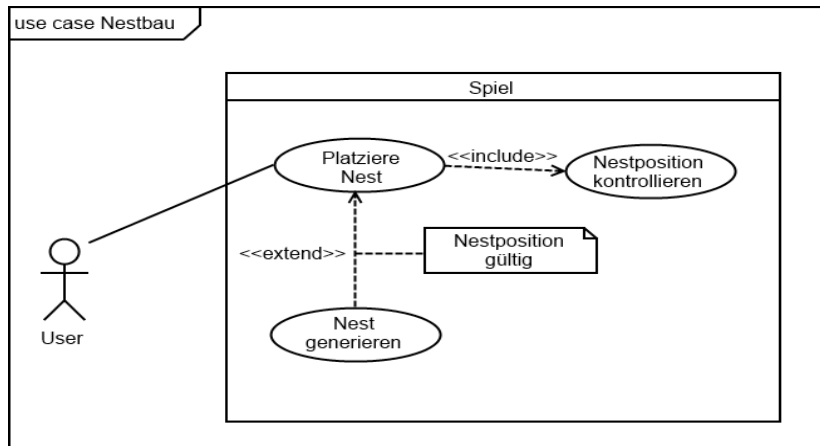 use case Nestbau
Spiel
Platziere
Nest
<<include>>
Nestposition
kontrollieren
<<extend>>
Nestposition
gültig
Nest
generieren
User